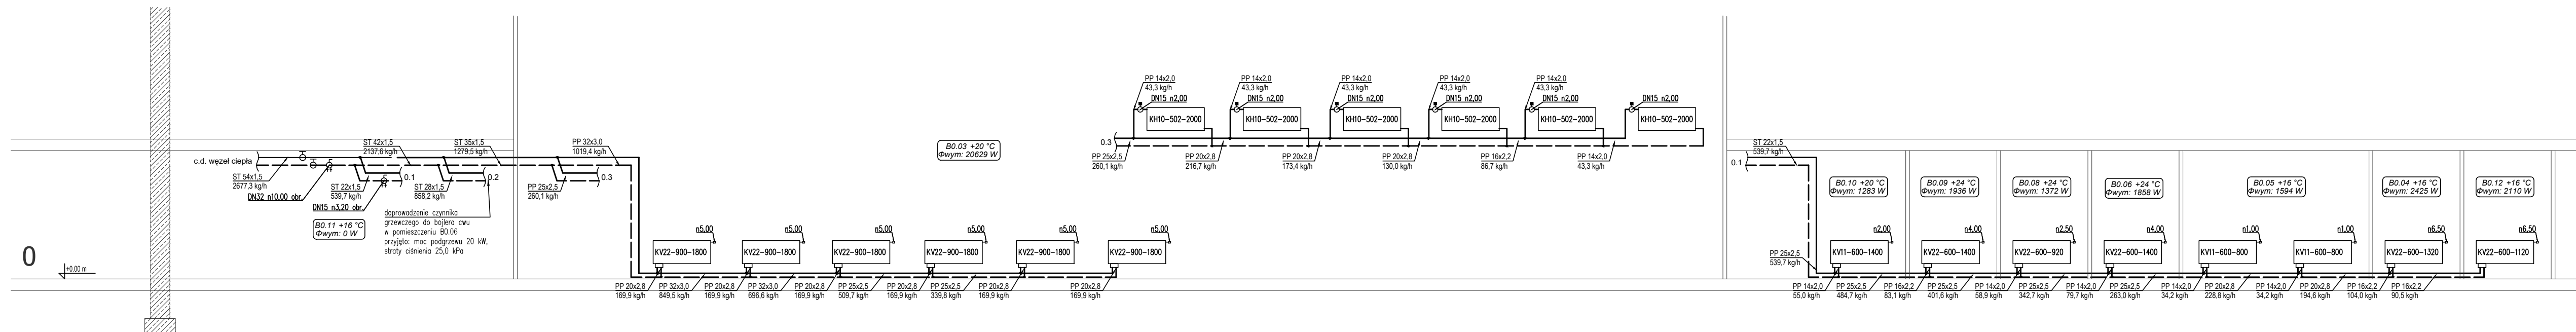 0
+0,00 m
c.d. węzeł ciepła
ST 54x1,5
2677,3 kg/h
DN32 n10,00 obr.
ST 42x1,5
2137,6 kg/h
ST 22x1,5
539,7 kg/h
DN15 n3,20 obr.
0.1
B0.11 +16 °C
Φwym: 0 W
ST 35x1,5
1279,5 kg/h
ST 28x1,5
858,2 kg/h
0.2
doprowadzenie czynnika
grzewczego do bojlera cwu
w pomieszczeniu B0.06
przyjęto: moc podgrzewu 20 kW,
straty ciśnienia 25,0 kPa
PP 32x3,0
1019,4 kg/h
PP 25x2,5
260,1 kg/h
0.3
B0.03 +20 °C
Φwym: 20629 W
n5,00
KV22-900-1800
n5,00
KV22-900-1800
n5,00
KV22-900-1800
n5,00
KV22-900-1800
n5,00
KV22-900-1800
n5,00
KV22-900-1800
PP 20x2,8
169,9 kg/h
PP 32x3,0
849,5 kg/h
PP 20x2,8
169,9 kg/h
PP 32x3,0
696,6 kg/h
PP 20x2,8
169,9 kg/h
PP 25x2,5
509,7 kg/h
PP 20x2,8
169,9 kg/h
PP 25x2,5
339,8 kg/h
PP 20x2,8
169,9 kg/h
PP 20x2,8
169,9 kg/h
PP 14x2,0
43,3 kg/h
DN15 n2,00
KH10-502-2000
PP 14x2,0
43,3 kg/h
DN15 n2,00
KH10-502-2000
PP 14x2,0
43,3 kg/h
DN15 n2,00
KH10-502-2000
PP 14x2,0
43,3 kg/h
DN15 n2,00
KH10-502-2000
PP 14x2,0
43,3 kg/h
DN15 n2,00
KH10-502-2000
DN15 n2,00
KH10-502-2000
0.3
PP 25x2,5
260,1 kg/h
PP 20x2,8
216,7 kg/h
PP 20x2,8
173,4 kg/h
PP 20x2,8
130,0 kg/h
PP 16x2,2
86,7 kg/h
PP 14x2,0
43,3 kg/h
ST 22x1,5
539,7 kg/h
0.1
PP 25x2,5
539,7 kg/h
B0.10 +20 °C
Φwym: 1283 W
B0.09 +24 °C
Φwym: 1936 W
B0.08 +24 °C
Φwym: 1372 W
B0.06 +24 °C
Φwym: 1858 W
B0.05 +16 °C
Φwym: 1594 W
B0.04 +16 °C
Φwym: 2425 W
B0.12 +16 °C
Φwym: 2110 W
n2,00
KV11-600-1400
n4,00
KV22-600-1400
n2,50
KV22-600-920
n4,00
KV22-600-1400
n1,00
KV11-600-800
n1,00
KV11-600-800
n6,50
KV22-600-1320
n6,50
KV22-600-1120
PP 14x2,0
55,0 kg/h
PP 25x2,5
484,7 kg/h
PP 16x2,2
83,1 kg/h
PP 25x2,5
401,6 kg/h
PP 14x2,0
58,9 kg/h
PP 25x2,5
342,7 kg/h
PP 14x2,0
79,7 kg/h
PP 25x2,5
263,0 kg/h
PP 14x2,0
34,2 kg/h
PP 20x2,8
228,8 kg/h
PP 14x2,0
34,2 kg/h
PP 20x2,8
194,6 kg/h
PP 16x2,2
104,0 kg/h
PP 16x2,2
90,5 kg/h